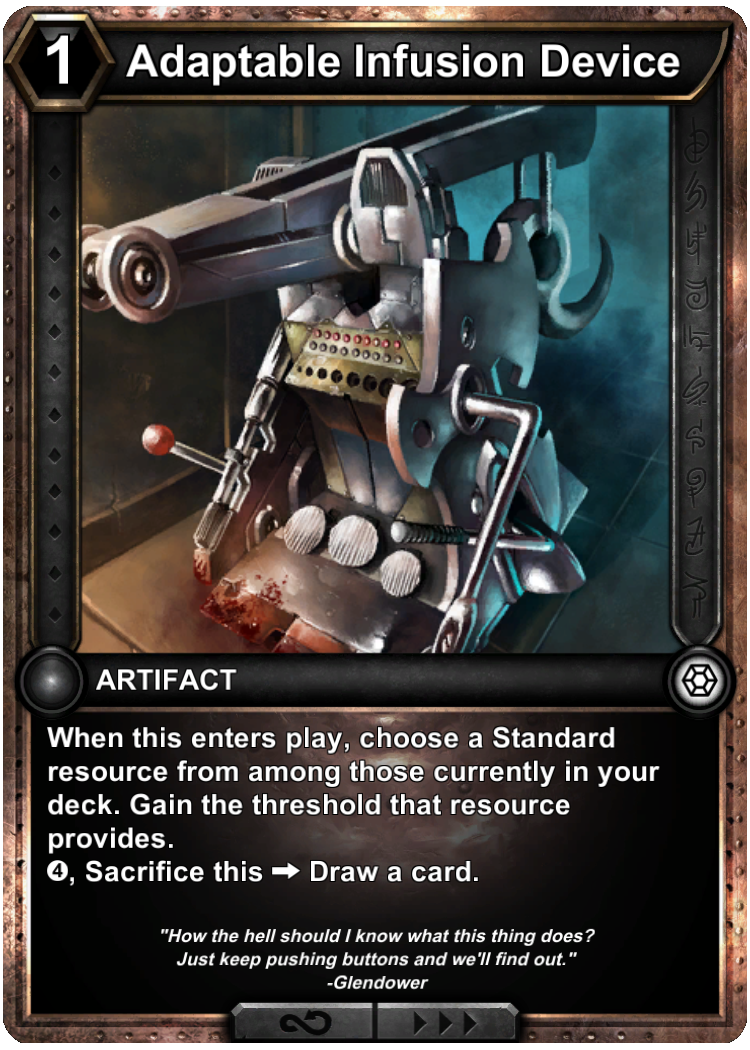 1
Adaptable Infusion Device
ARTIFACT
When this enters play, choose a Standard
resource from among those currently in your
deck. Gain the threshold that resource
provides.
❹, Sacrifice this ➡ Draw a card.
"How the hell should I know what this thing does?
Just keep pushing buttons and we'll find out."
-Glendower